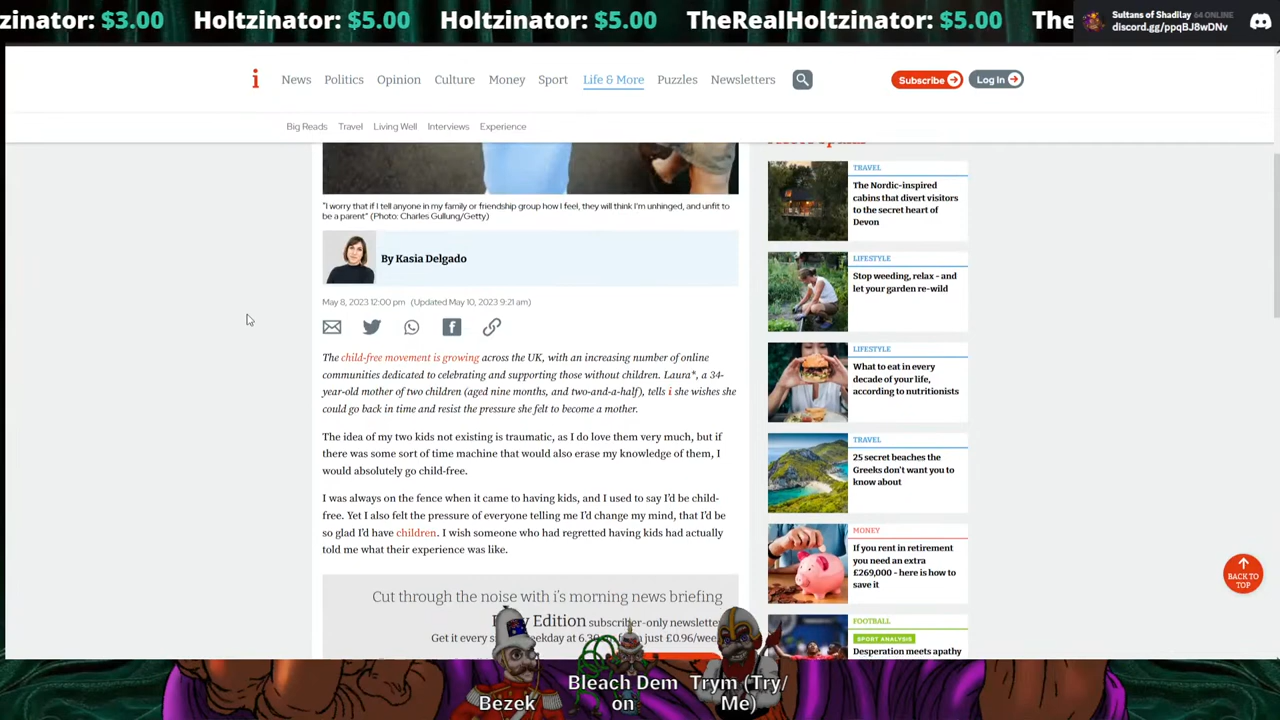 zinator: $3.00 Holtzinator: $5.00 Holtzinator: $5.00 TheRealHoltzinator: $5.00 The
Sultans of Shadilay 64 ONLINE
discord.gg/ppqBJ8wDNv
i News Politics Opinion Culture Money Sport Life & More Puzzles Newsletters Subscribe Log In
Big Reads Travel Living Well Interviews Experience
"I worry that if I tell anyone in my family or friendship group how I feel, they will think I'm unhinged, and unfit to
be a parent" (Photo: Charles Gullung/Getty)
By Kasia Delgado
May 8, 2023 12:00 pm (Updated May 10, 2023 9:21 am)
The child-free movement is growing across the UK, with an increasing number of online
communities dedicated to celebrating and supporting those without children. Laura*, a 34-
year-old mother of two children (aged nine months, and two-and-a-half), tells i she wishes she
could go back in time and resist the pressure she felt to become a mother.
The idea of my two kids not existing is traumatic, as I do love them very much, but if
there was some sort of time machine that would also erase my knowledge of them, I
would absolutely go child-free.
I was always on the fence when it came to having kids, and I used to say I'd be child-
free. Yet I also felt the pressure of everyone telling me I'd change my mind, that I'd be
so glad I'd have children. I wish someone who had regretted having kids had actually
told me what their experience was like.
Cut through the noise with i's morning news briefing
Edition subscriber-only newsletter
Get it every weekday at 6.30 just £0.96/week
TRAVEL
The Nordic-inspired
cabins that divert visitors
to the secret heart of
Devon
LIFESTYLE
Stop weeding, relax - and
let your garden re-wild
LIFESTYLE
What to eat in every
decade of your life,
according to nutritionists
TRAVEL
25 secret beaches the
Greeks don't want you to
know about
MONEY
If you rent in retirement
you need an extra
£269,000 - here is how to
save it
FOOTBALL
SPORT ANALYSIS
Desperation meets apathy
BACK TO
TOP
Bezek
Bleach Dem
on
Trym (Try/
Me)